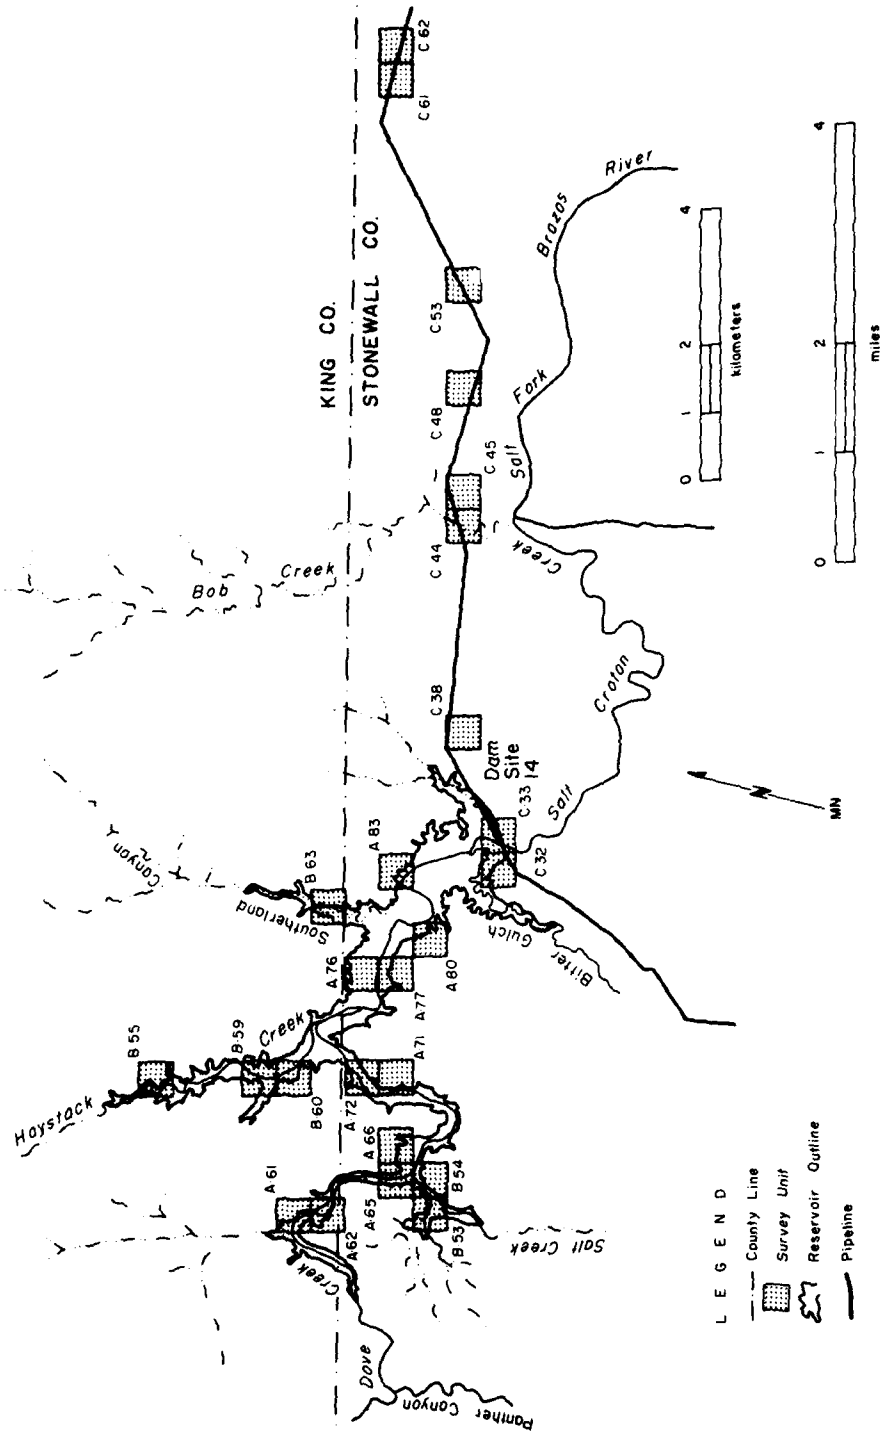 KING CO.
STONEWALL CO.
Haystack
Creek
B 55
B 59
B 60
A 61
A 62
A 65
A 66
A 72
A 71
A 76
A 77
A 80
A 83
B 63
B 54
B 53
Southerland
Canyon
Bob
Creek
Dove
Creek
Panther
Canyon
Salt Creek
Bitter
Gulch
C 32
C 33
C 38
C 44
C 45
C 48
C 53
C 61
C 62
Dam
Site
14
Salt
Croton
Creek
Salt
Fork
Brazos
River
MN
0
1
2
4
kilometers
0
1
2
4
miles
LEGEND
County Line
Survey Unit
Reservoir Outline
Pipeline